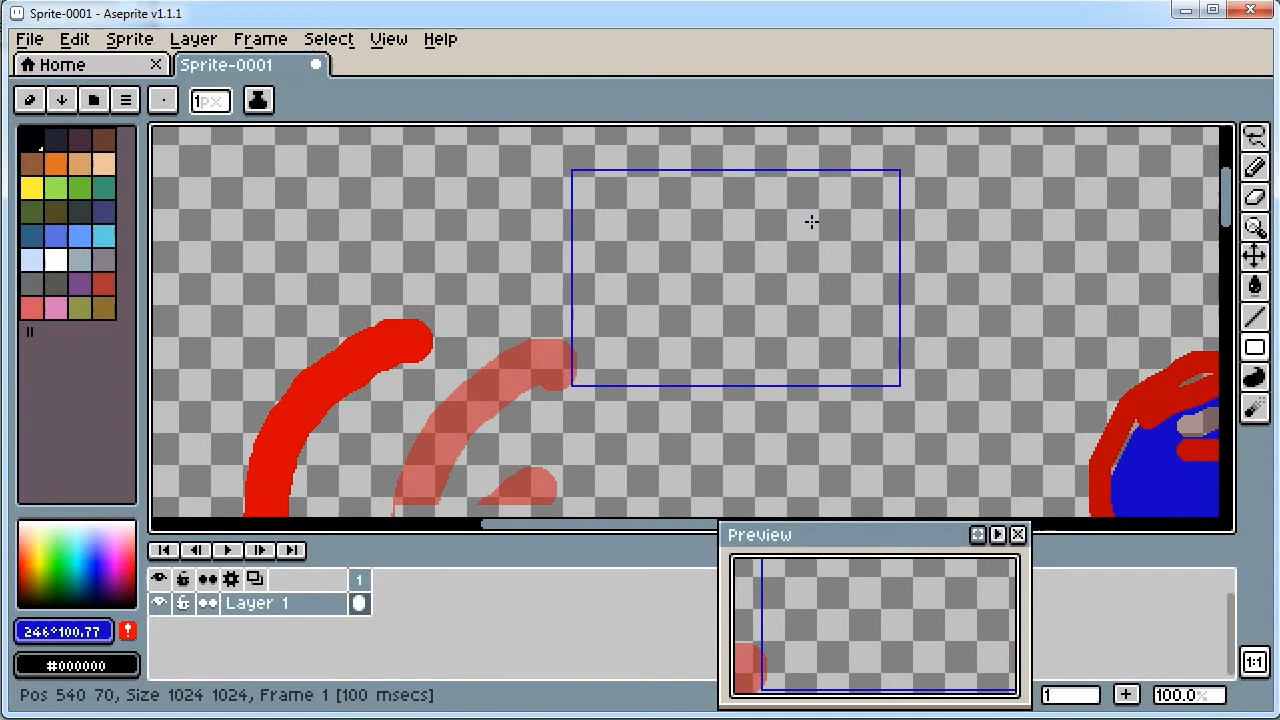 Sprite-0001 - Aseprite v1.1.1
File Edit Sprite Layer Frame Select View Help
Home Sprite-0001
1px
Preview
1
Layer 1
246°100.77 !
#000000
1:1
Pos 540 70, Size 1024 1024, Frame 1 [100 msecs] 1 + 100.0%